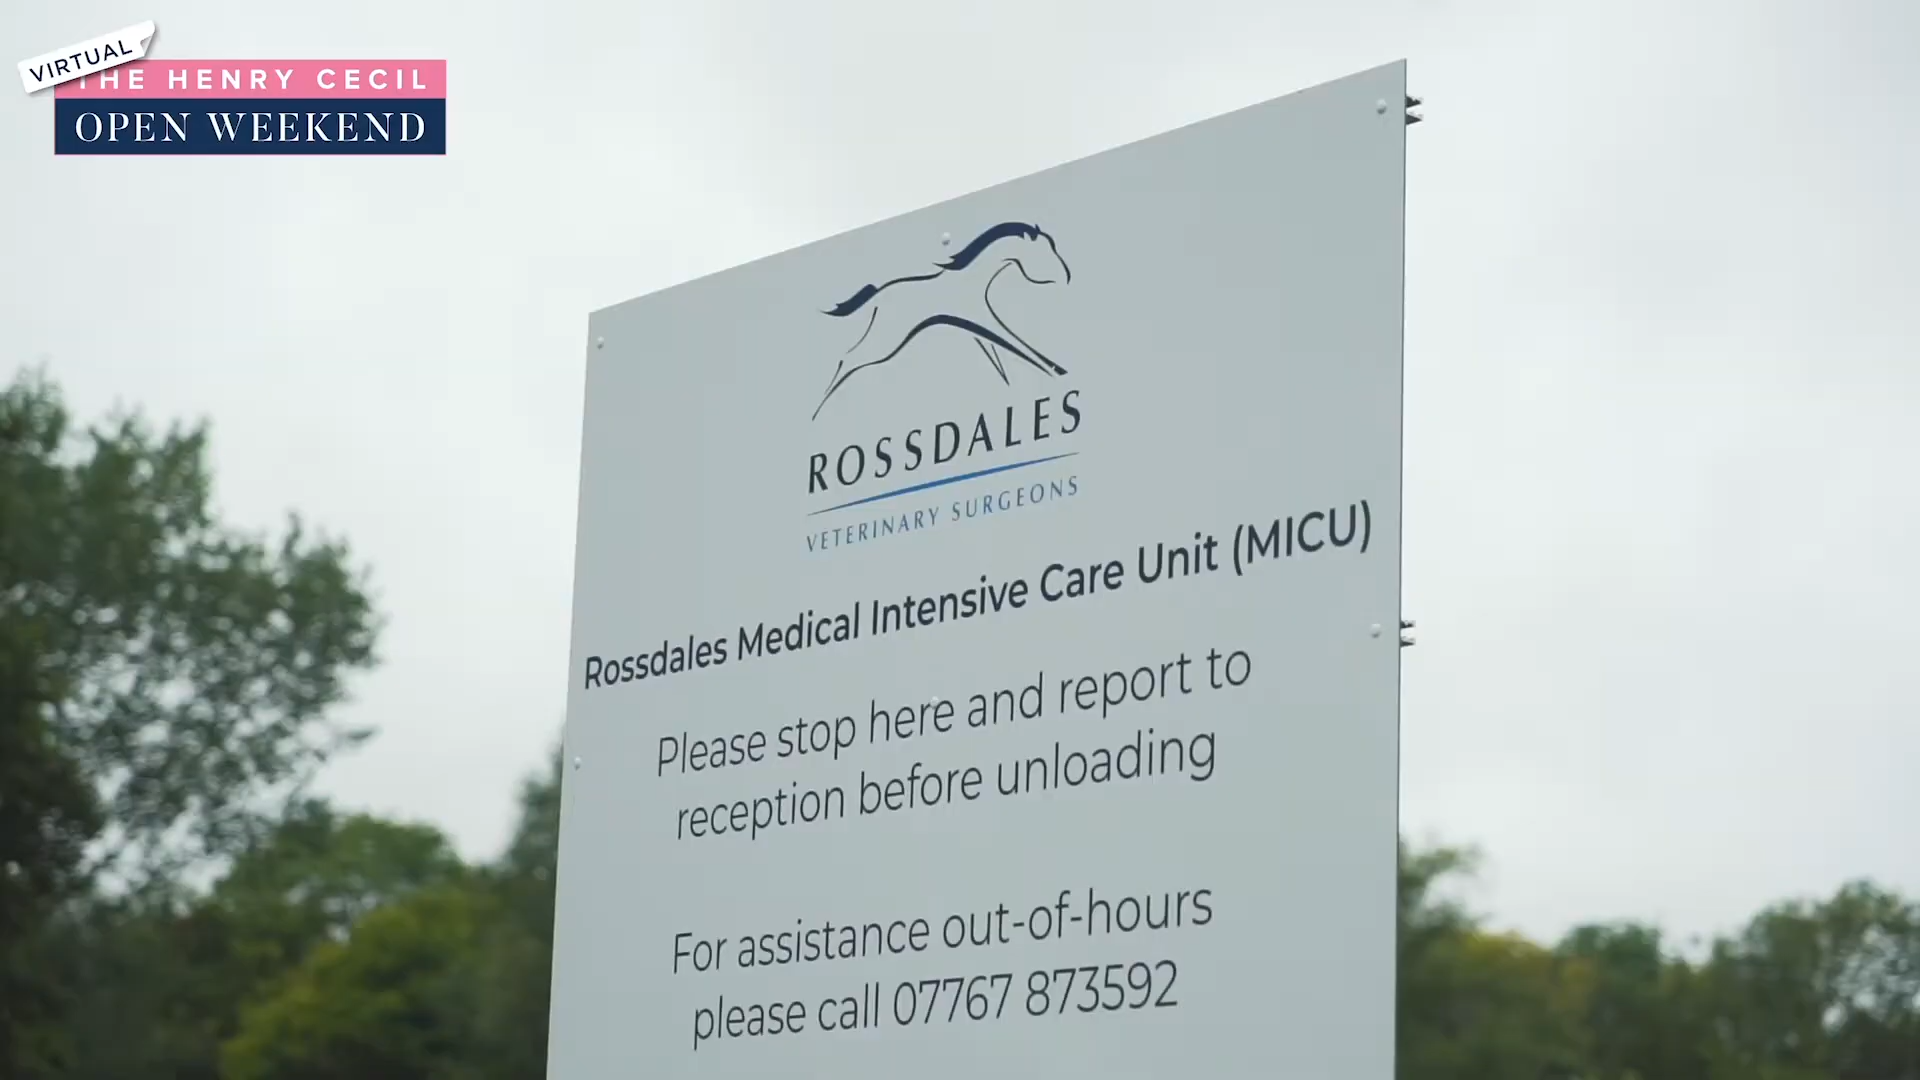 VIRTUAL
THE HENRY CECIL
OPEN WEEKEND
ROSSDALES
VETERINARY SURGEONS
Rossdales Medical Intensive Care Unit (MICU)
Please stop here and report to
reception before unloading
For assistance out-of-hours
please call 07767 873592